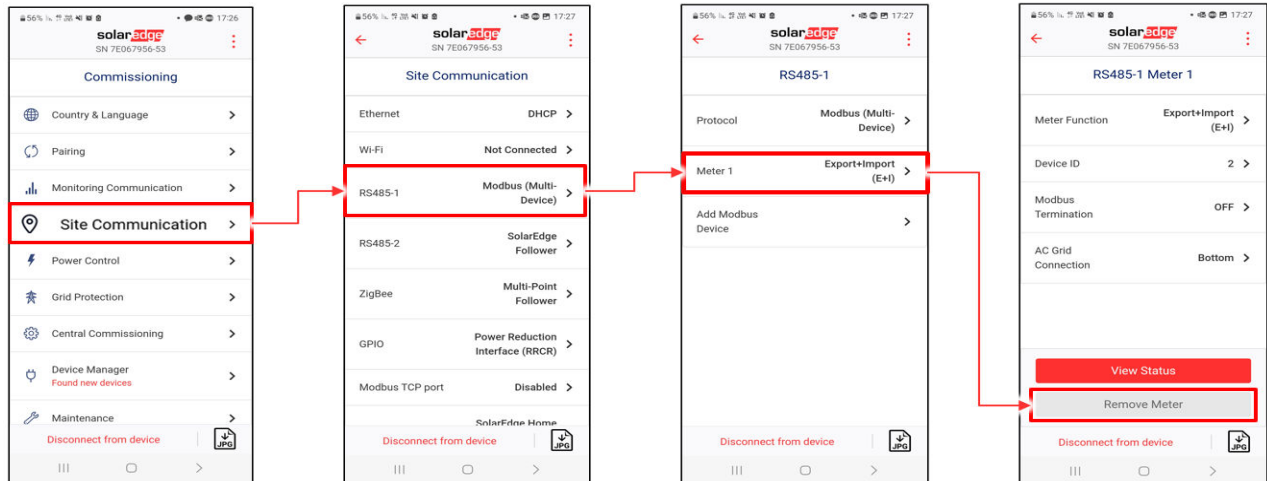 56% 17:26
solaredge
SN 7E067956-53
Commissioning
Country & Language
Pairing
Monitoring Communication
Site Communication
Power Control
Grid Protection
Central Commissioning
Device Manager
Found new devices
Maintenance
Disconnect from device
JPG
56% 17:27
solaredge
SN 7E067956-53
Site Communication
Ethernet DHCP
Wi-Fi Not Connected
RS485-1 Modbus (Multi-
Device)
RS485-2 SolarEdge
Follower
ZigBee Multi-Point
Follower
GPIO Power Reduction
Interface (RRCR)
Modbus TCP port Disabled
SolarEdge Home
Disconnect from device
JPG
56% 17:27
solaredge
SN 7E067956-53
RS485-1
Protocol Modbus (Multi-
Device)
Meter 1 Export+Import
(E+I)
Add Modbus
Device
Disconnect from device
JPG
56% 17:27
solaredge
SN 7E067956-53
RS485-1 Meter 1
Meter Function Export+Import
(E+I)
Device ID 2
Modbus
Termination OFF
AC Grid
Connection Bottom
View Status
Remove Meter
Disconnect from device
JPG